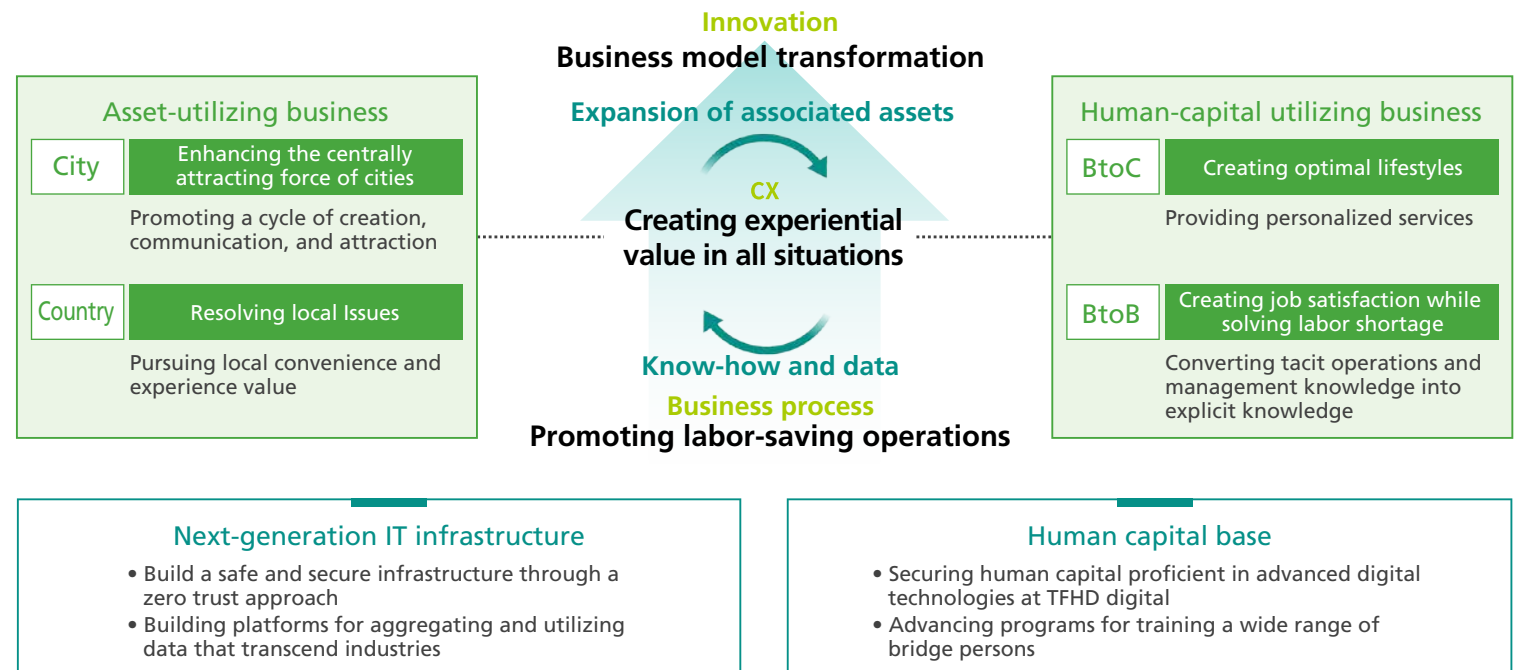 Innovation
Business model transformation
Asset-utilizing business
City
Enhancing the centrally
attracting force of cities
Promoting a cycle of creation,
communication, and attraction
Country
Resolving local Issues
Pursuing local convenience and
experience value
Expansion of associated assets
CX
Creating experiential
value in all situations
Know-how and data
Business process
Promoting labor-saving operations
Human-capital utilizing business
BtoC
Creating optimal lifestyles
Providing personalized services
BtoB
Creating job satisfaction while
solving labor shortage
Converting tacit operations and
management knowledge into
explicit knowledge
Next-generation IT infrastructure
• Build a safe and secure infrastructure through a
zero trust approach
• Building platforms for aggregating and utilizing
data that transcend industries
Human capital base
• Securing human capital proficient in advanced digital
technologies at TFHD digital
• Advancing programs for training a wide range of
bridge persons